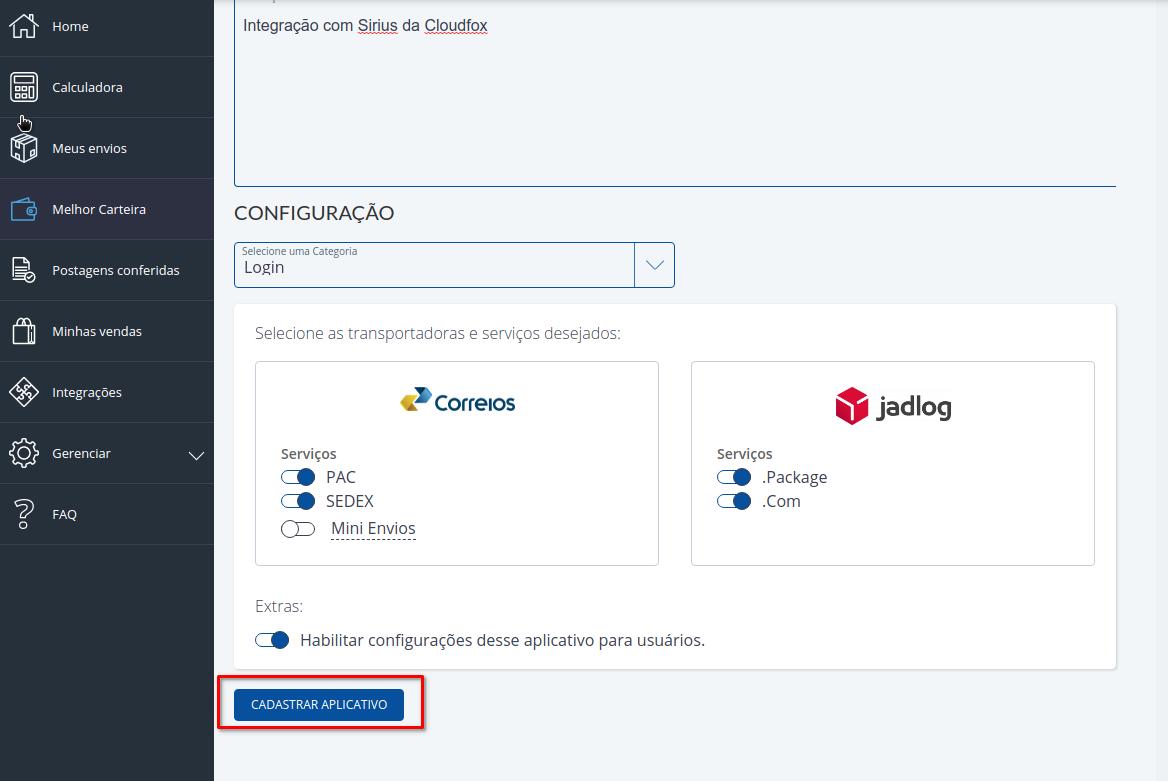 Home
Calculadora
Meus envios
Melhor Carteira
Postagens conferidas
Minhas vendas
Integrações
Gerenciar
FAQ
Integração com Sirius da Cloudfox
CONFIGURAÇÃO
Selecione uma Categoria
Login
Selecione as transportadoras e serviços desejados:
Correios
Serviços
PAC
SEDEX
Mini Envios
jadlog
Serviços
.Package
.Com
Extras:
Habilitar configurações desse aplicativo para usuários.
CADASTRAR APLICATIVO